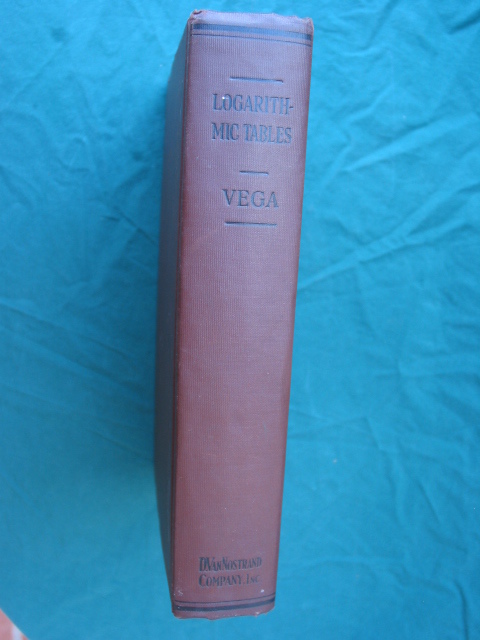 LOGARITH-
MIC TABLES
VEGA
D.VAN NOSTRAND
COMPANY, INC.